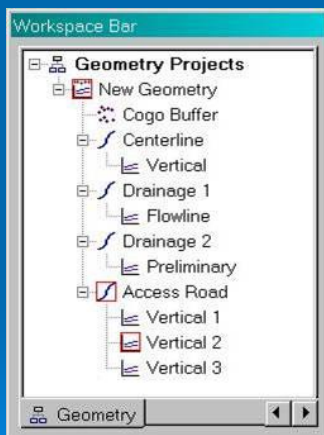 Workspace Bar
Geometry Projects
New Geometry
Cogo Buffer
Centerline
Vertical
Drainage 1
Flowline
Drainage 2
Preliminary
Access Road
Vertical 1
Vertical 2
Vertical 3
Geometry